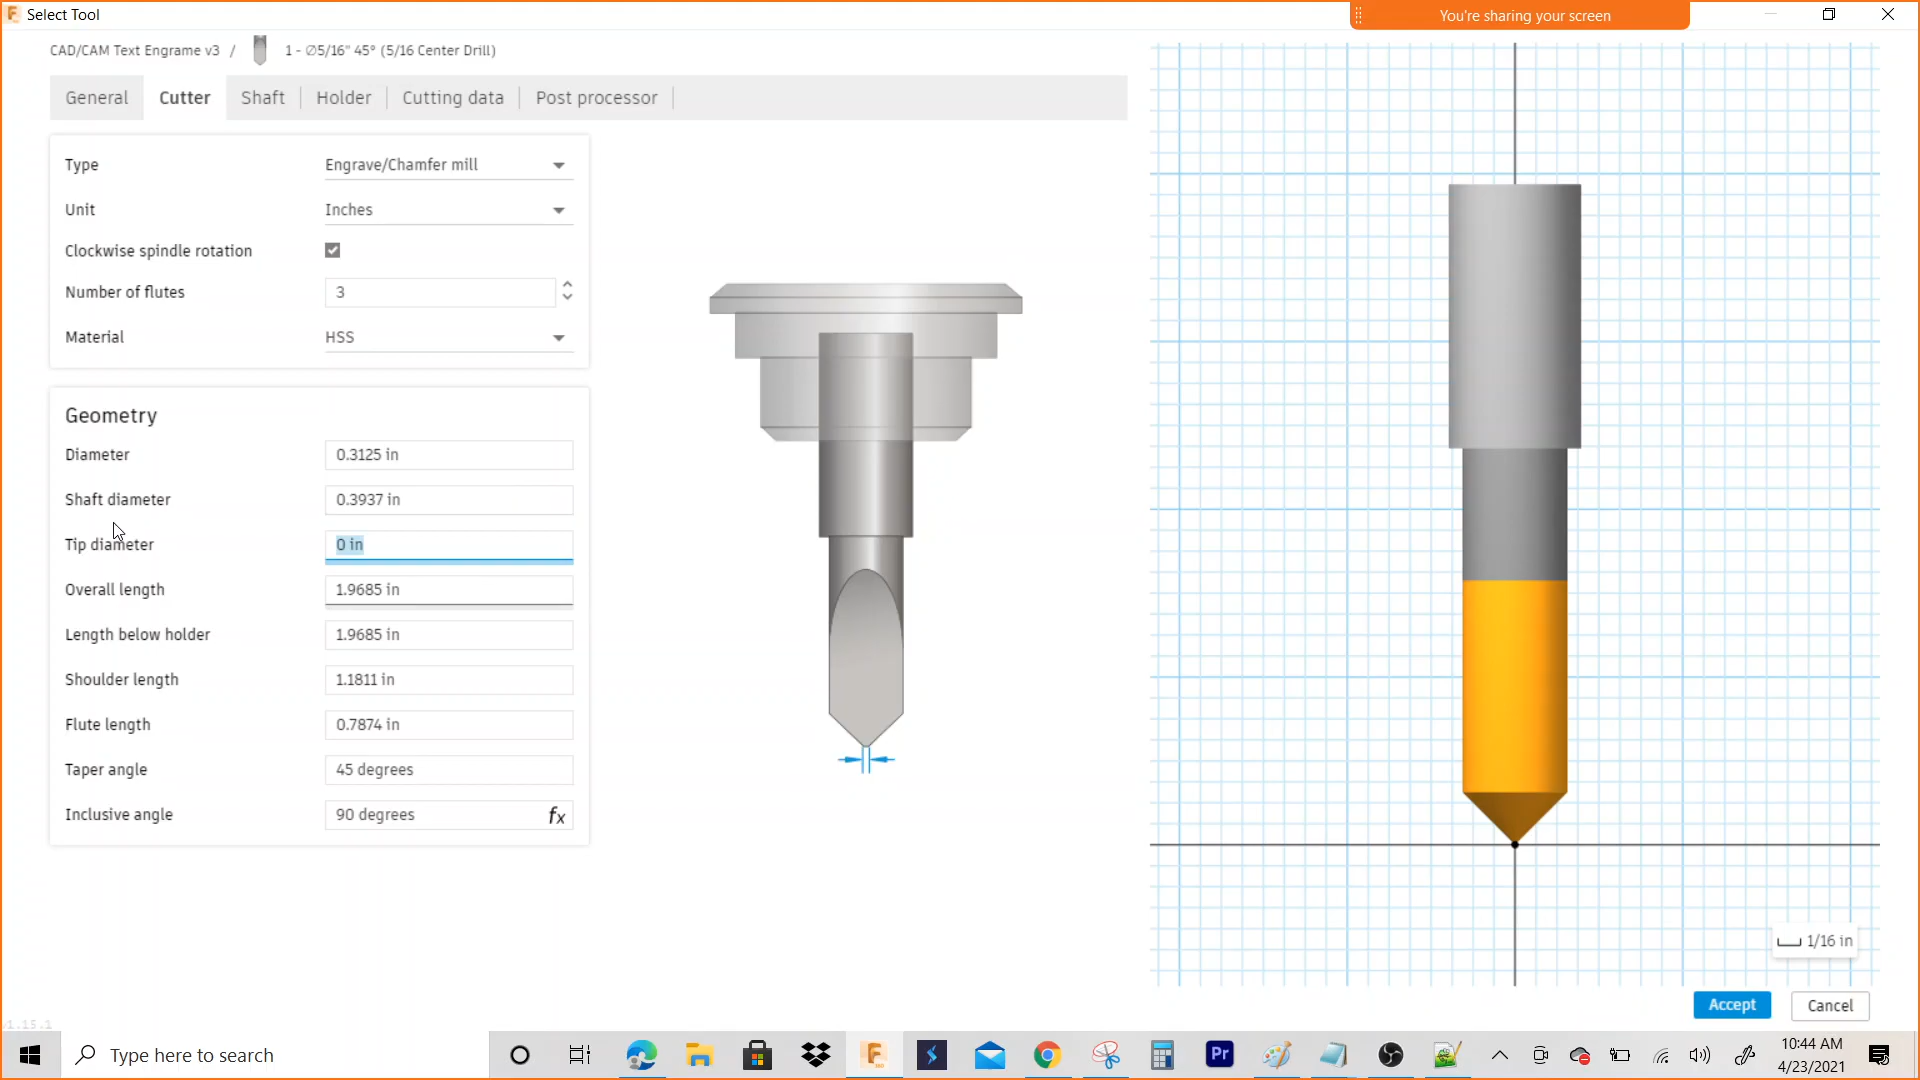 Select Tool
You're sharing your screen
CAD/CAM Text Engrame v3 / 1 - ∅5/16" 45° (5/16 Center Drill)
General Cutter Shaft Holder Cutting data Post processor
Type Engrave/Chamfer mill
Unit Inches
Clockwise spindle rotation
Number of flutes 3
Material HSS
Geometry
Diameter 0.3125 in
Shaft diameter 0.3937 in
Tip diameter 0 in
Overall length 1.9685 in
Length below holder 1.9685 in
Shoulder length 1.1811 in
Flute length 0.7874 in
Taper angle 45 degrees
Inclusive angle 90 degrees fx
1/16 in
Accept Cancel
1.15.1
Type here to search
Pr
10:44 AM
4/23/2021